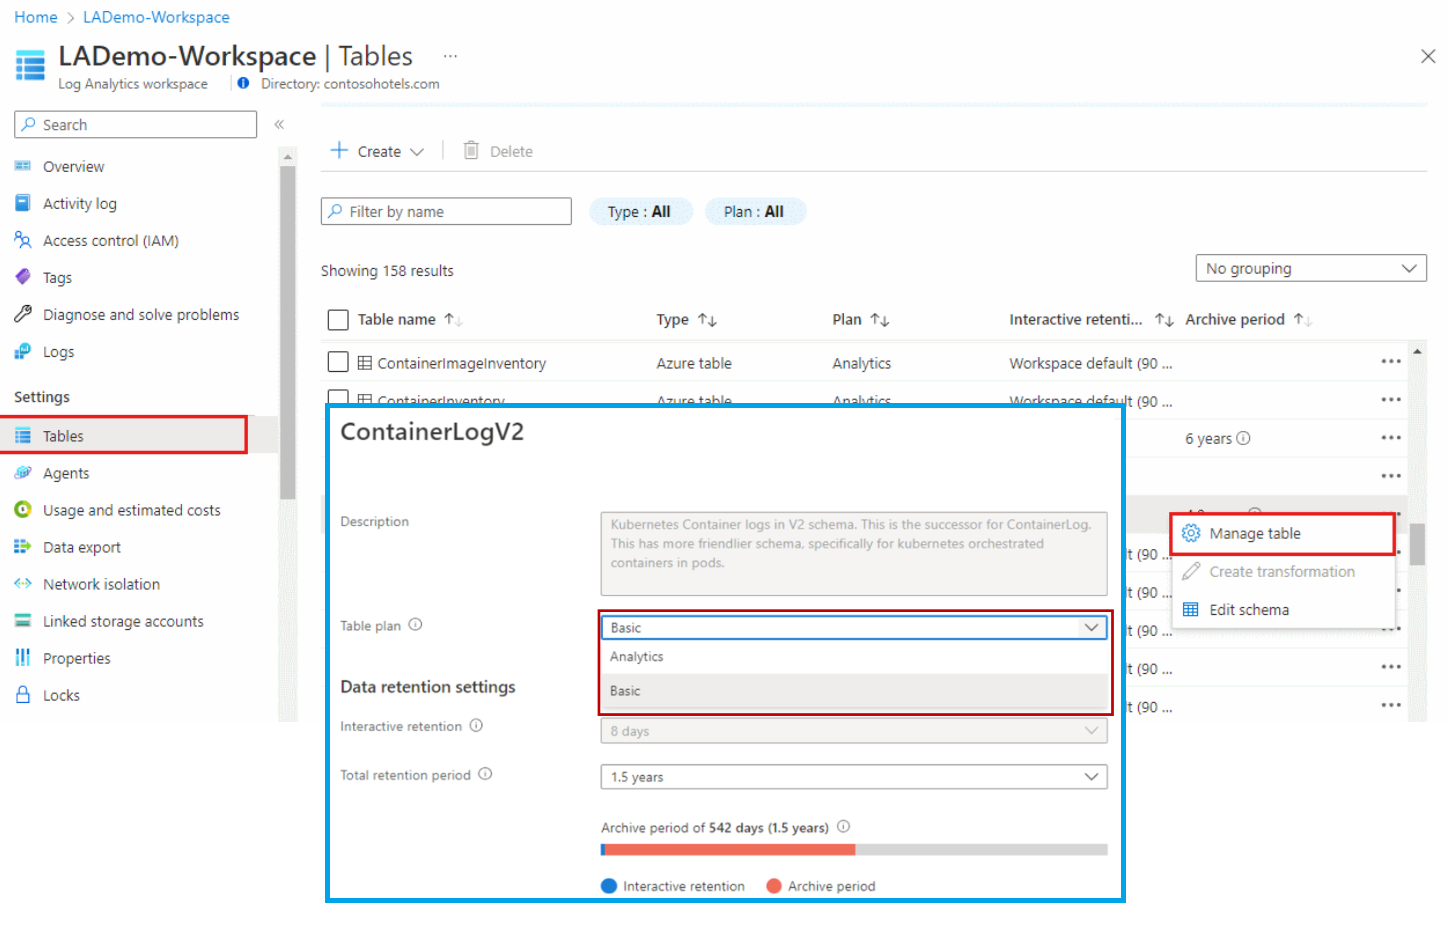 Home > LADemo-Workspace
LADemo-Workspace | Tables ...
Log Analytics workspace
Directory: contosohotels.com
Search
«
Overview
Activity log
Access control (IAM)
Tags
Diagnose and solve problems
Logs
Settings
Tables
Agents
Usage and estimated costs
Data export
Network isolation
Linked storage accounts
Properties
Locks
Create
Delete
Filter by name
Type : All
Plan : All
Showing 158 results
No grouping
Table name
Type
Plan
Interactive retenti...
Archive period
ContainerImageInventory
Azure table
Analytics
Workspace default (90 ...
ContainerInventory
Azure table
Analytics
Workspace default (90 ...
6 years
Manage table
Create transformation
Edit schema
lt (90 ...
lt (90 ...
lt (90 ...
lt (90 ...
lt (90 ...
ContainerLogV2
Description
Kubernetes Container logs in V2 schema. This is the successor for ContainerLog.
This has more friendlier schema, specifically for kubernetes orchestrated
containers in pods.
Table plan
Basic
Analytics
Basic
Data retention settings
Interactive retention
8 days
Total retention period
1.5 years
Archive period of 542 days (1.5 years)
Interactive retention
Archive period